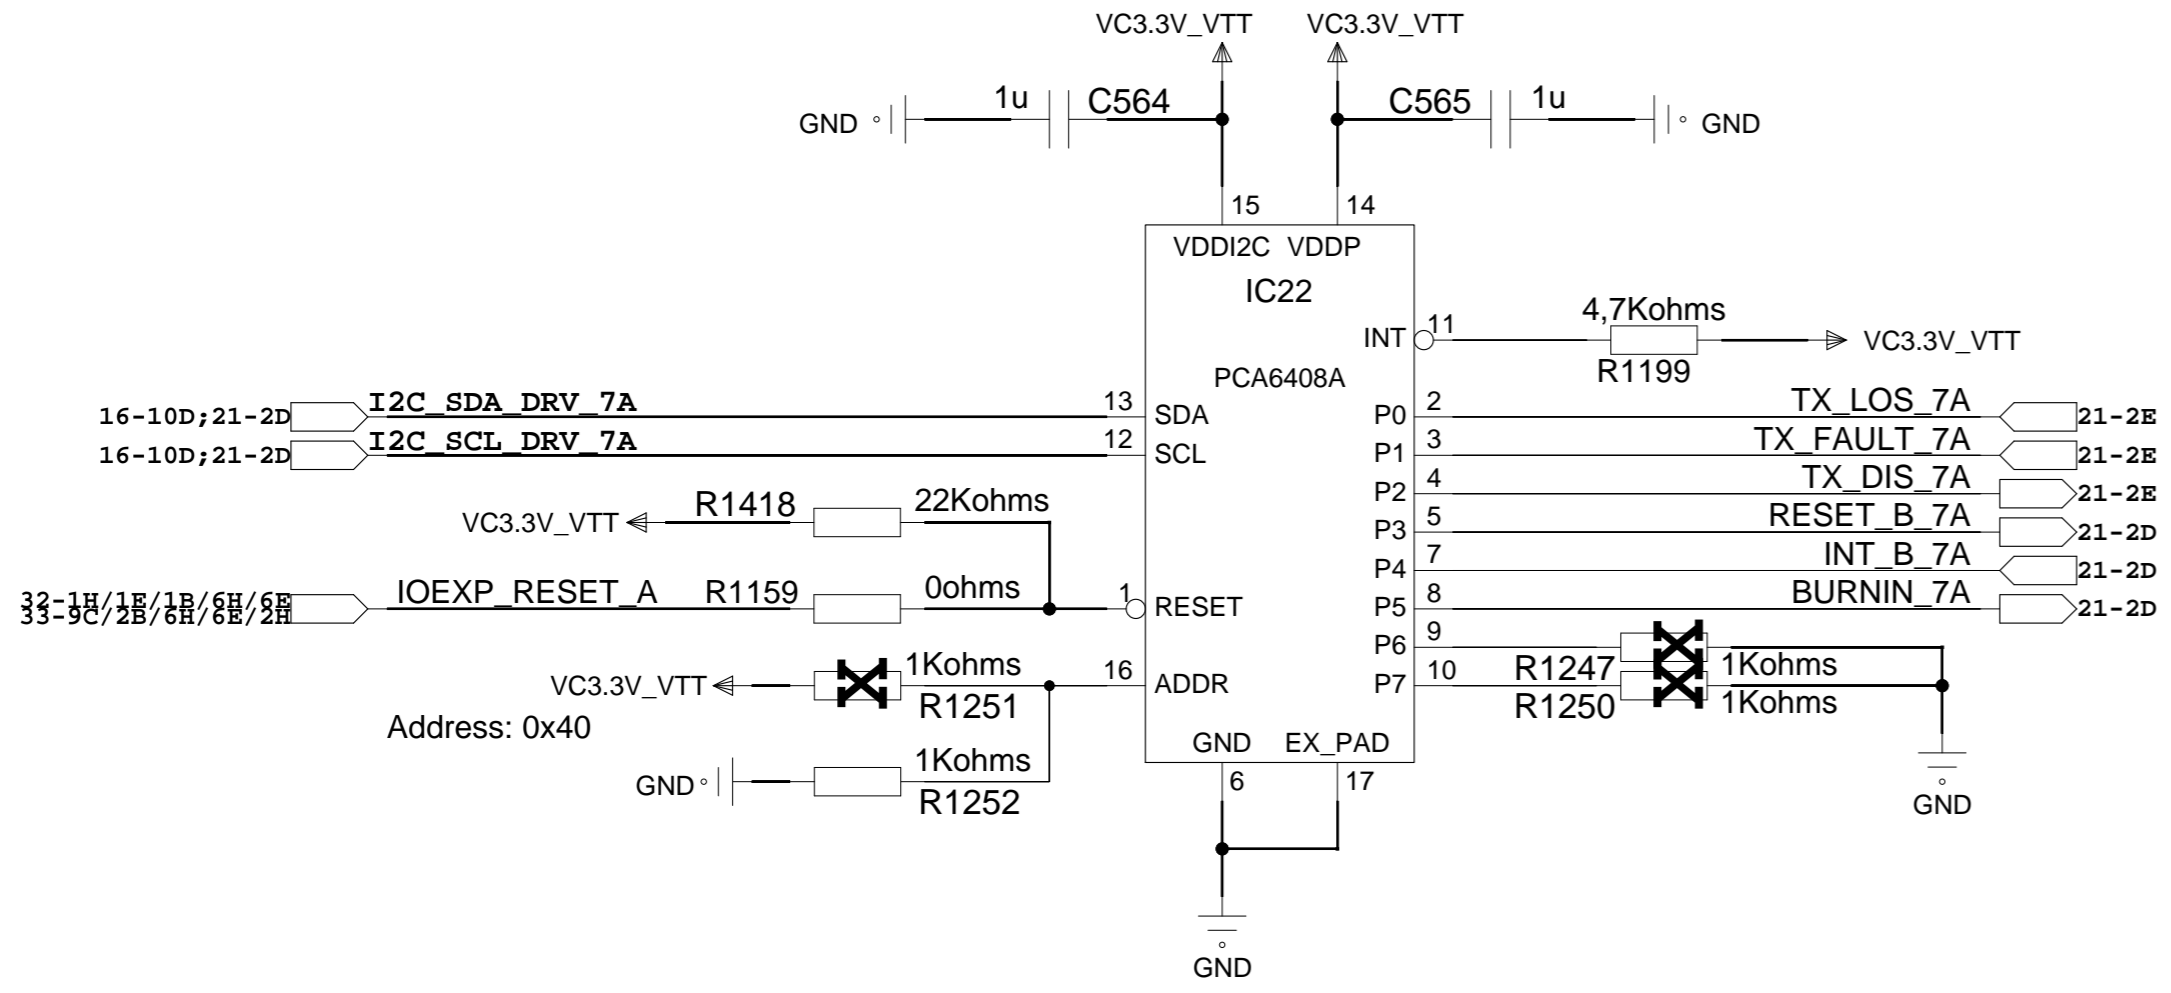 VC3.3V_VTT VC3.3V_VTT
GND 1u C564 C565 1u GND
15 14
VDDI2C VDDP
IC22
4,7Kohms
INT 11 VC3.3V_VTT
R1199
PCA6408A
16-10D;21-2D I2C_SDA_DRV_7A 13 SDA P0 2 TX_LOS_7A 21-2E
16-10D;21-2D I2C_SCL_DRV_7A 12 SCL P1 3 TX_FAULT_7A 21-2E
P2 4 TX_DIS_7A 21-2E
VC3.3V_VTT R1418 22Kohms
P3 5 RESET_B_7A 21-2D
P4 7 INT_B_7A 21-2D
32-1H/1E/1B/6H/6E
33-9C/2B/6H/6E/2H
IOEXP_RESET_A R1159 0ohms 1 RESET P5 8 BURNIN_7A 21-2D
P6 9 R1247 1Kohms
VC3.3V_VTT 1Kohms 16 ADDR P7 10
R1251 R1250 1Kohms
Address: 0x40
GND EX_PAD
GND 1Kohms 6 17
R1252 GND
GND